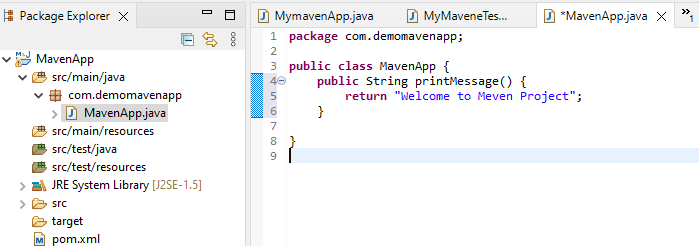 Package Explorer
MavenApp
src/main/java
com.demomavenapp
MavenApp.java
src/main/resources
src/test/java
src/test/resources
JRE System Library [J2SE-1.5]
src
target
pom.xml
MymavenApp.java
MyMaveneTes...
*MavenApp.java
»1
1 package com.demomavenapp;
2
3 public class MavenApp {
4 public String printMessage() {
5 return "Welcome to Meven Project";
6 }
7
8 }
9